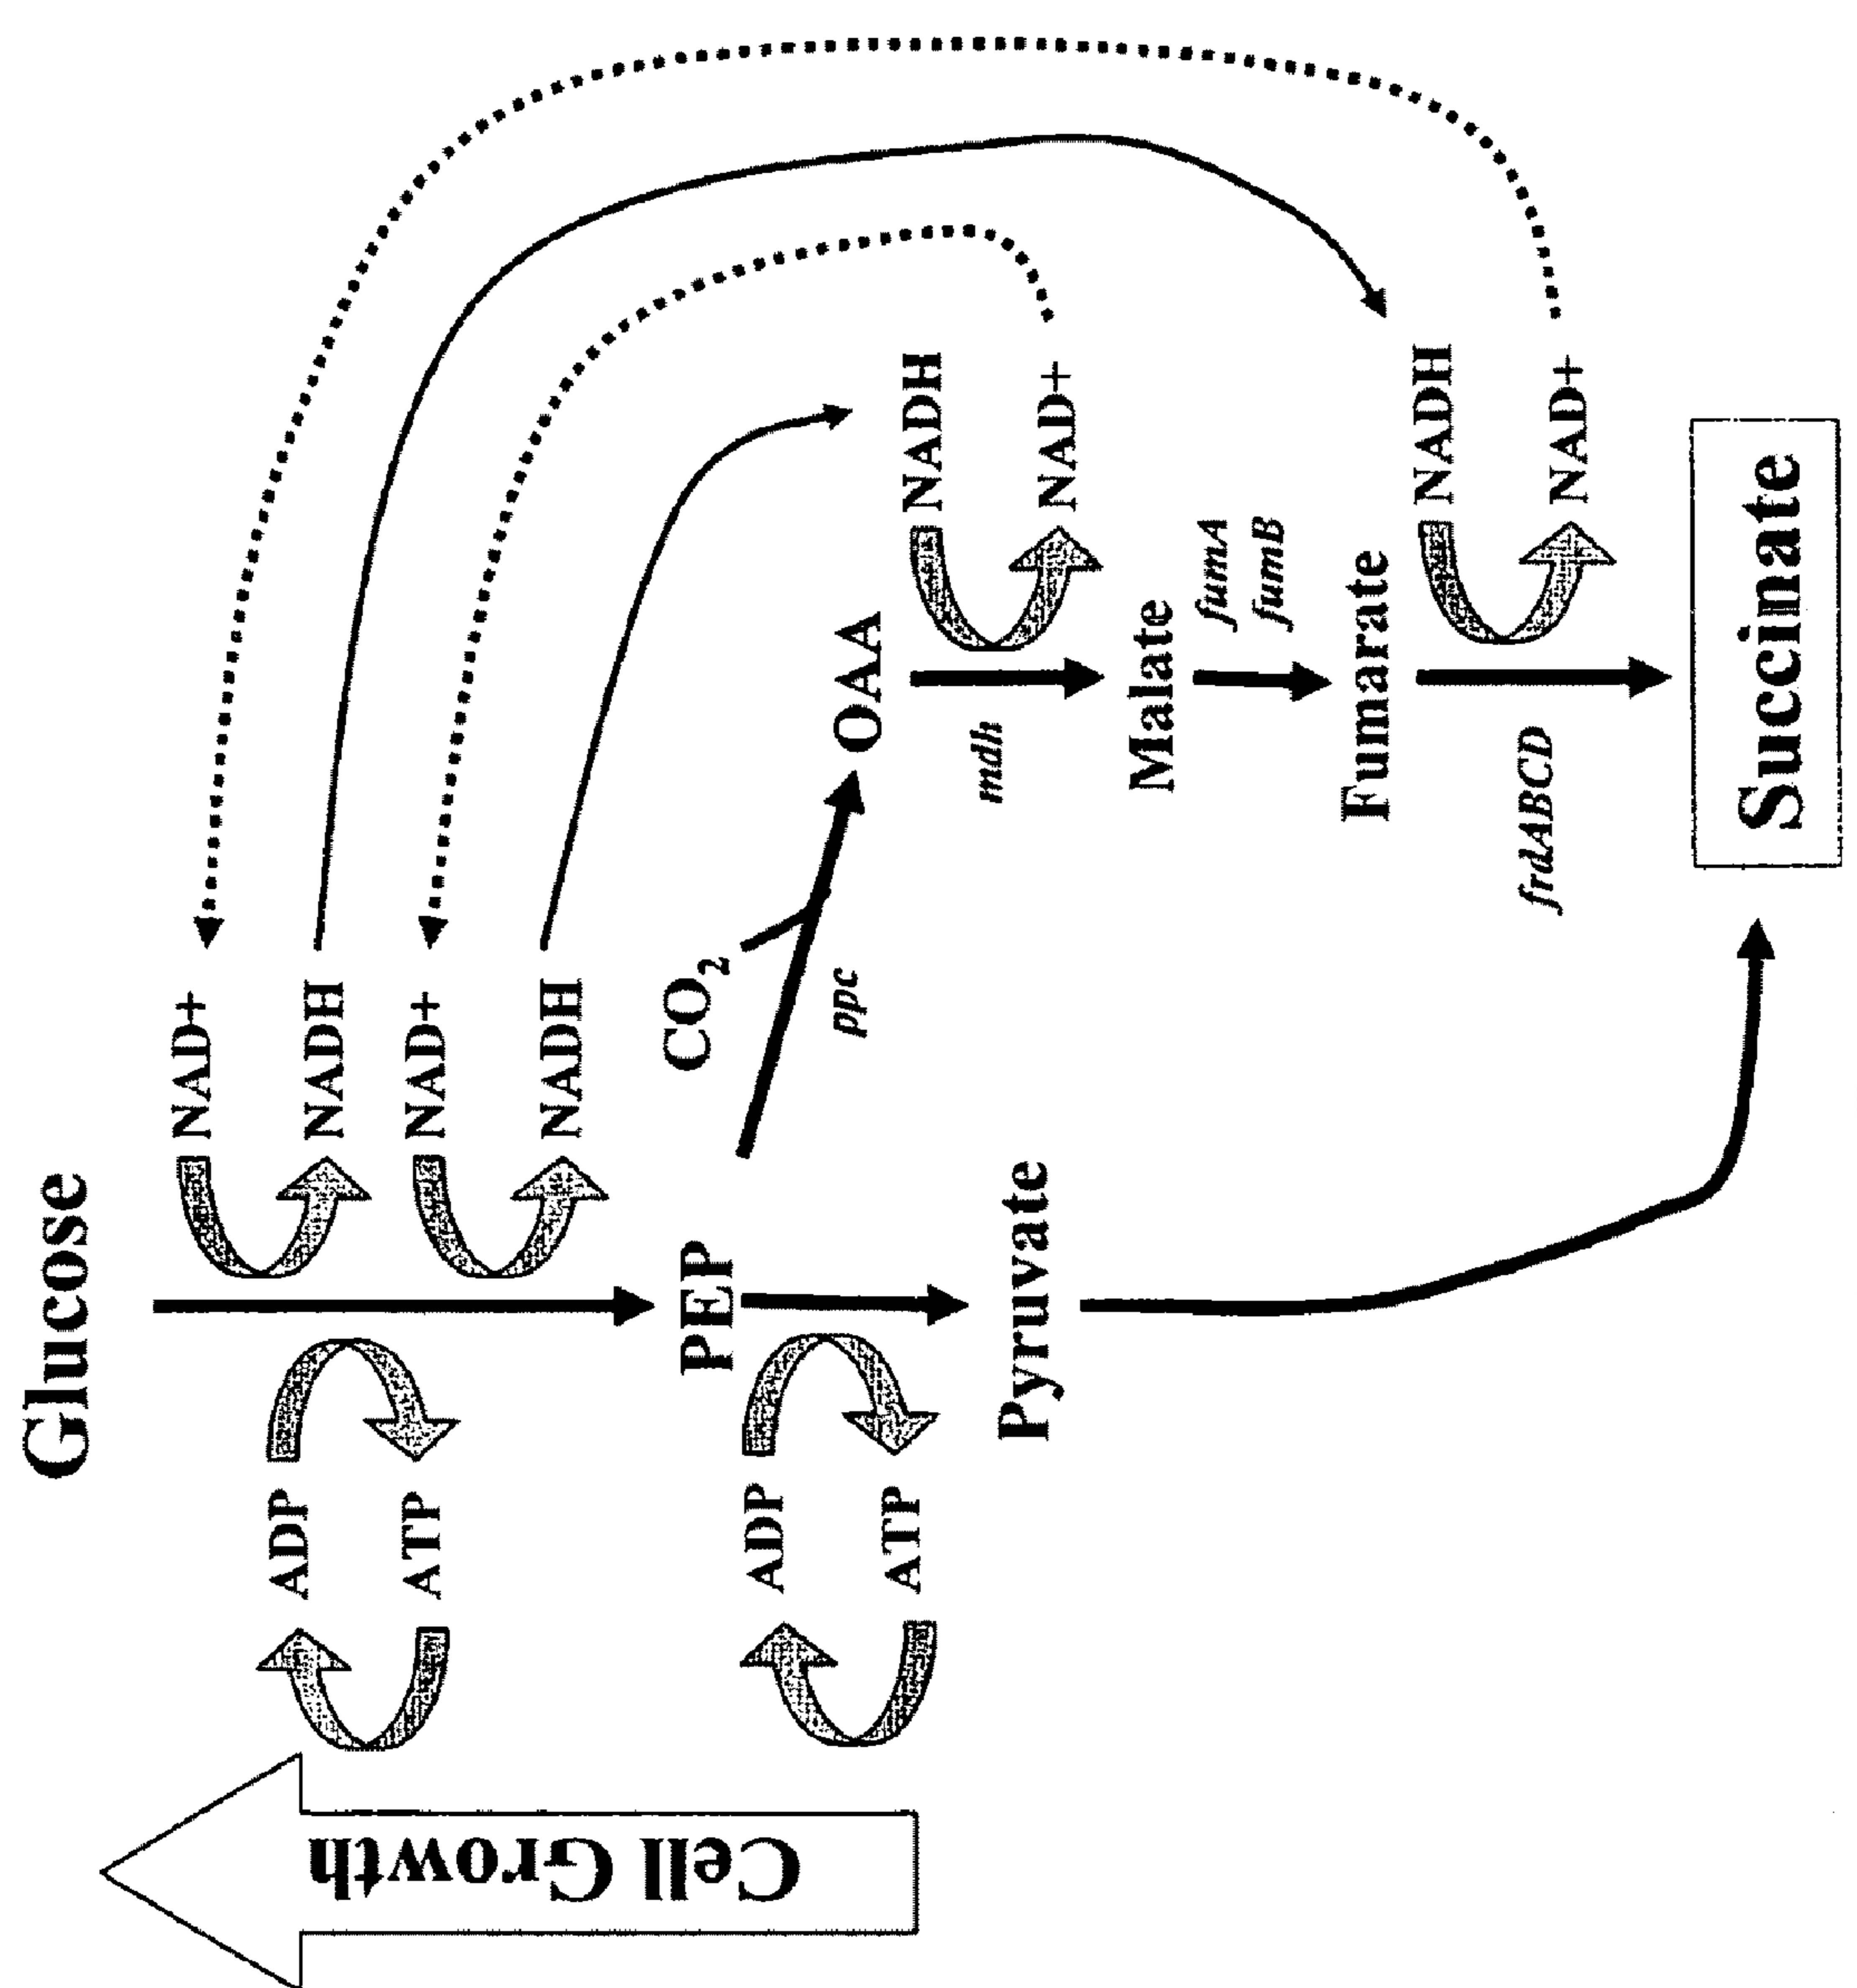 Glucose
NAD+
NADH
NAD+
NADH
ADP
ATP
Cell Growth
PEP
CO2
ppc
OAA
ADP
ATP
Pyruvate
NADH
NAD+
mdh
Malate
fumA
fumB
Fumarate
NADH
NAD+
frdABCD
Succinate